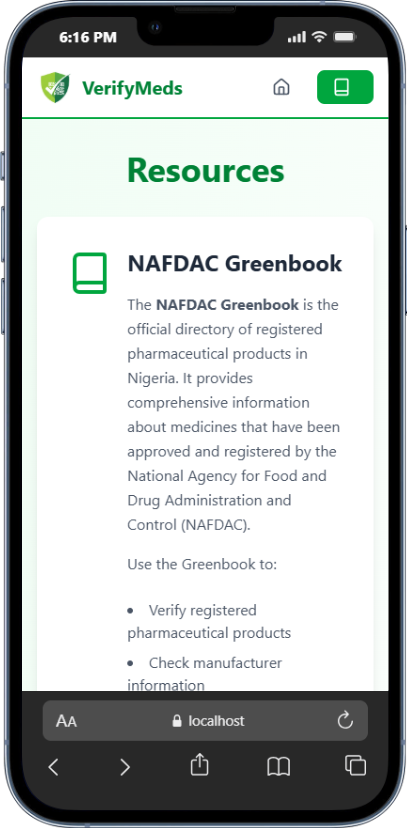 6:16 PM
VerifyMeds
Resources
NAFDAC Greenbook
The NAFDAC Greenbook is the
official directory of registered
pharmaceutical products in
Nigeria. It provides
comprehensive information
about medicines that have been
approved and registered by the
National Agency for Food and
Drug Administration and
Control (NAFDAC).
Use the Greenbook to:
• Verify registered
pharmaceutical products
• Check manufacturer
information
AA localhost